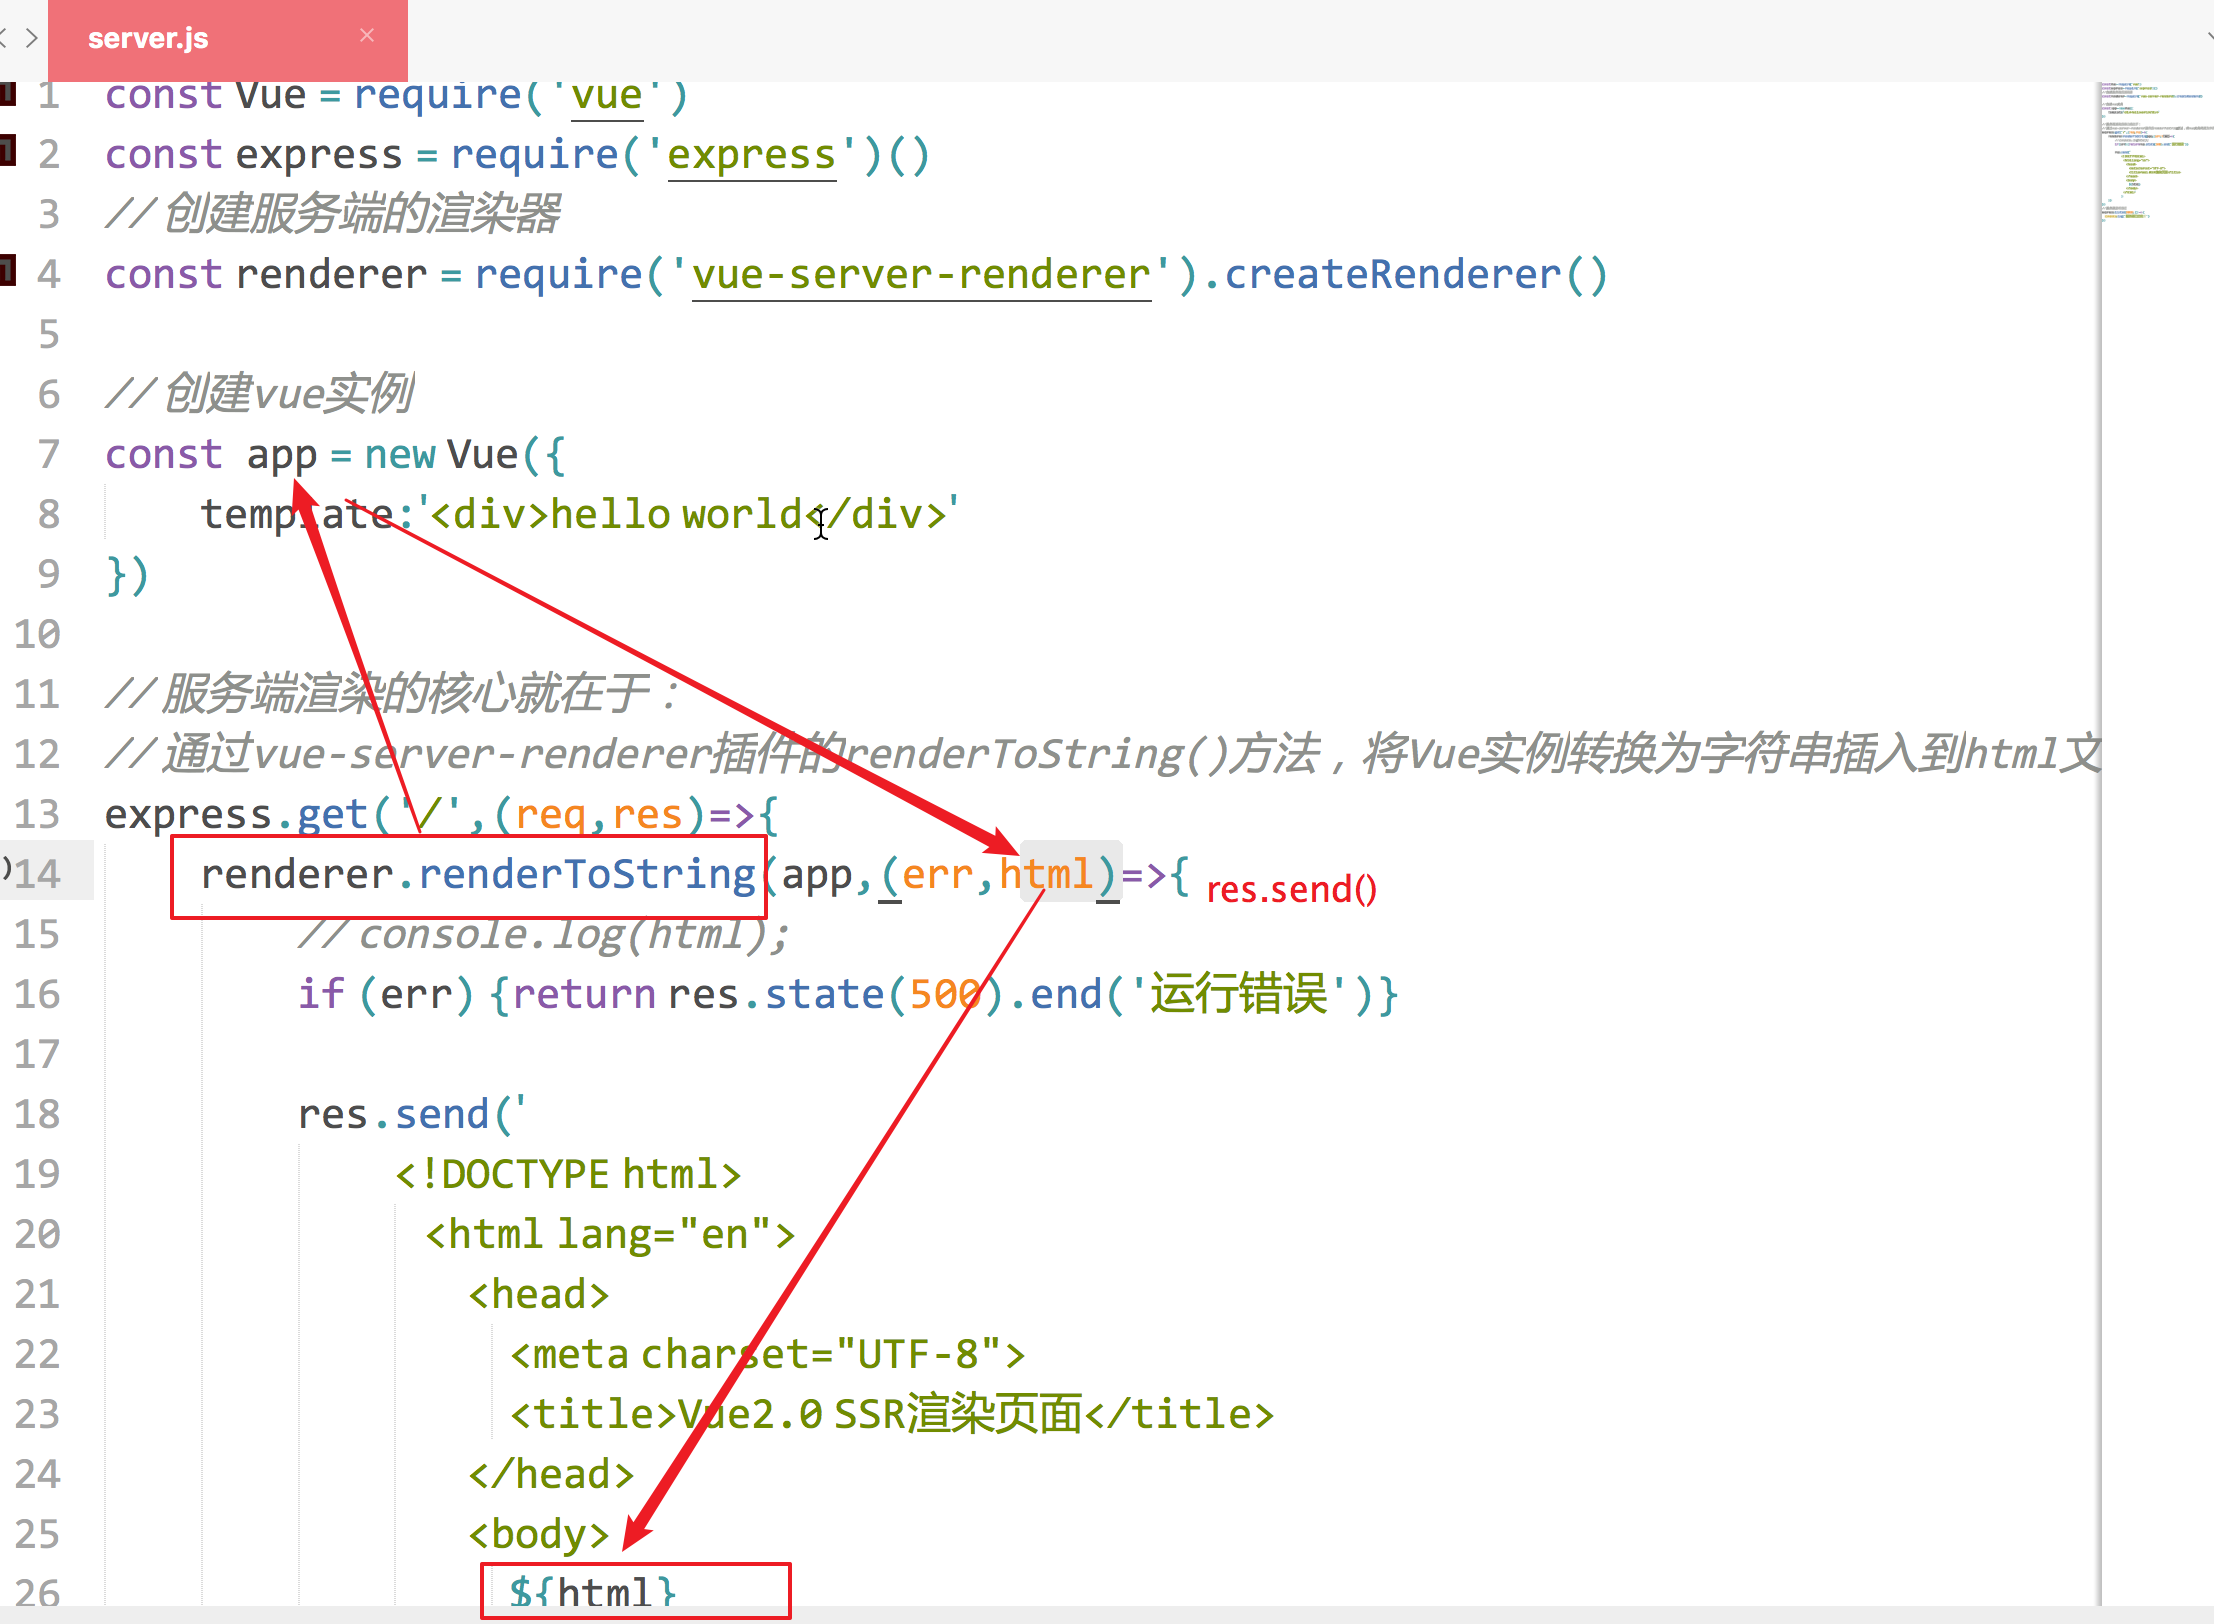 server.js
1 const Vue = require('vue')
2 const express = require('express')()
3 //创建服务端的渲染器
4 const renderer = require('vue-server-renderer').createRenderer()
5
6 //创建vue实例
7 const app = new Vue({
8 template:'<div>hello world</div>'
9 })
10
11 //服务端渲染的核心就在于：
12 //通过vue-server-renderer插件的renderToString()方法，将Vue实例转换为字符串插入到html文
13 express.get('/',(req,res)=>{
14 renderer.renderToString(app,(err,html)=>{ res.send()
15 // console.log(html);
16 if (err) {return res.state(500).end('运行错误')}
17
18 res.send('
19 <!DOCTYPE html>
20 <html lang="en">
21 <head>
22 <meta charset="UTF-8">
23 <title>Vue2.0 SSR渲染页面</title>
24 </head>
25 <body>
26 ${html}